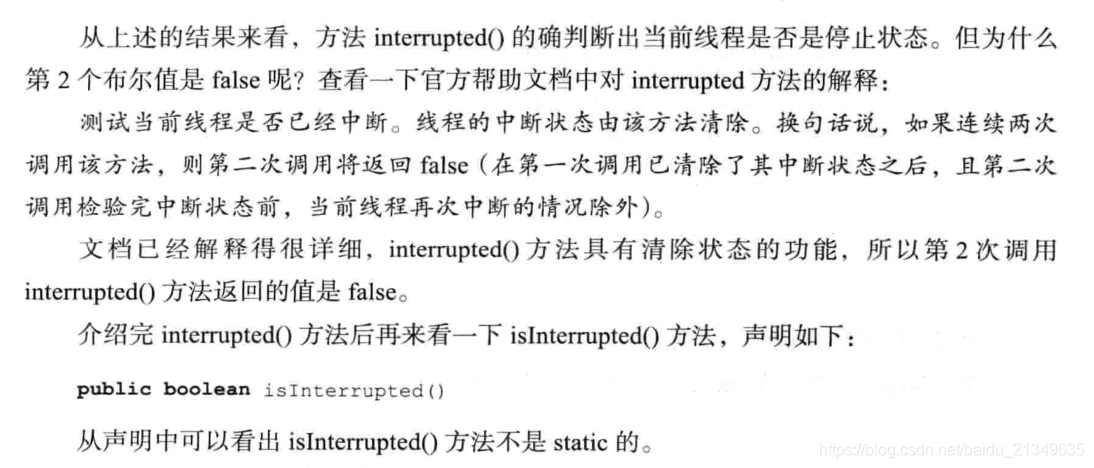 从上述的结果来看，方法 interrupted() 的确判断出当前线程是否是停止状态。但为什么
第 2 个布尔值是 false 呢？查看一下官方帮助文档中对 interrupted 方法的解释：
测试当前线程是否已经中断。线程的中断状态由该方法清除。换句话说，如果连续两次
调用该方法，则第二次调用将返回 false（在第一次调用已清除了其中断状态之后，且第二次
调用检验完中断状态前，当前线程再次中断的情况除外）。
文档已经解释得很详细，interrupted() 方法具有清除状态的功能，所以第 2 次调用
interrupted() 方法返回的值是 false。
介绍完 interrupted() 方法后再来看一下 isInterrupted() 方法，声明如下：
public boolean isInterrupted()
从声明中可以看出 isInterrupted() 方法不是 static 的。
https://blog.csdn.net/baidu_21349635